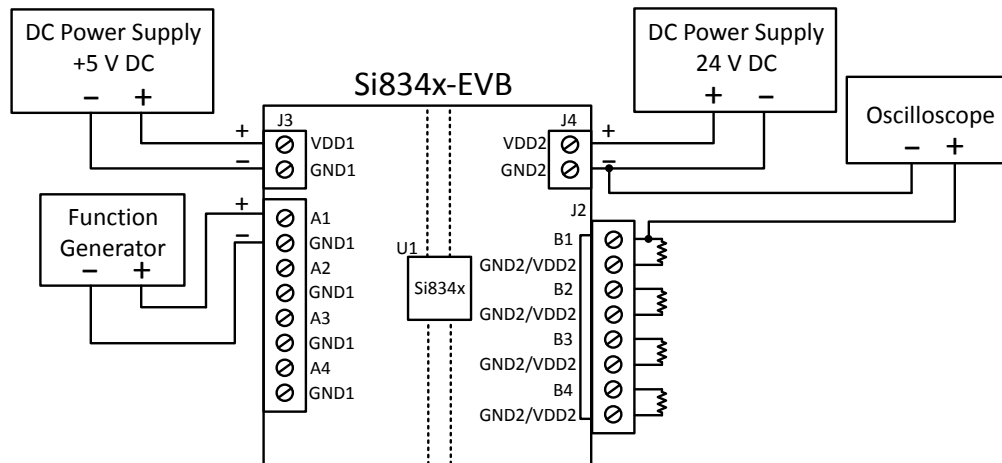 DC Power Supply
+5 V DC
− +
DC Power Supply
24 V DC
+ −
Si834x-EVB
Oscilloscope
− +
J3
+ VDD1
− GND1
J4
VDD2 +
GND2 −
Function
Generator
− +
+ A1
− GND1
A2
GND1
A3
GND1
A4
GND1
U1
Si834x
J2
B1
GND2/VDD2
B2
GND2/VDD2
B3
GND2/VDD2
B4
GND2/VDD2